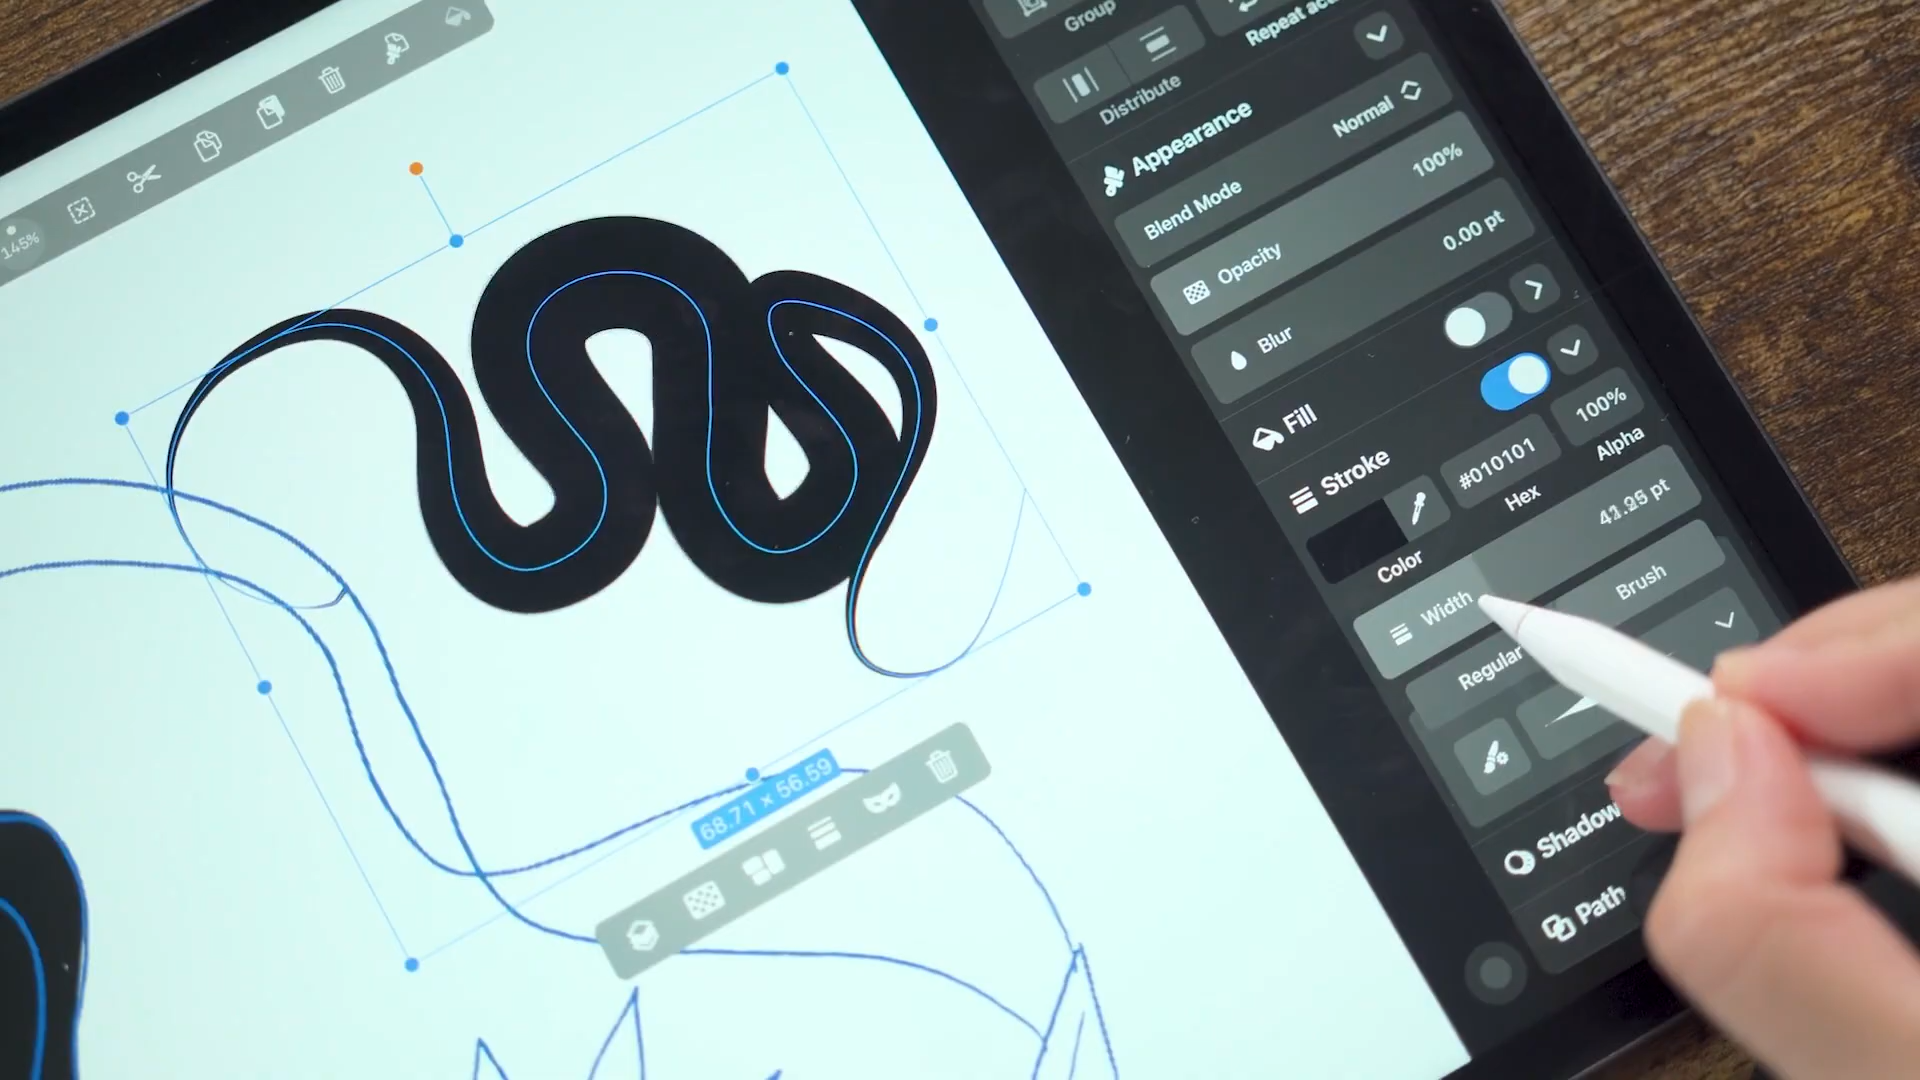 Group
Repeat
Distribute
145%
Appearance
Normal
Blend Mode
100%
Opacity
0.00 pt
Blur
Fill
Stroke
100%
#010101
Alpha
Hex
Color
pt
Width
Brush
Regular
68.71 × 56.59
Shadow
Path